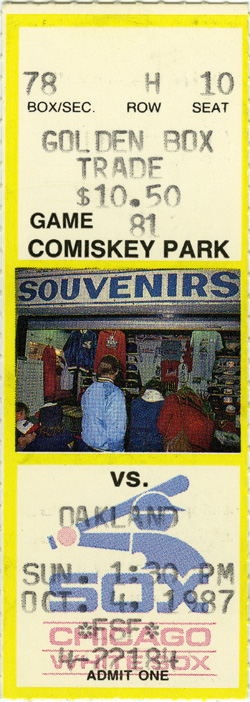 78 H 10
BOX/SEC. ROW SEAT
GOLDEN BOX
TRADE
$10.50
GAME 81
COMISKEY PARK
SOUVENIRS
VS.
OAKLAND
SUN. 1:30 PM
SOX
OCT. 4, 1987
CHICAGO
WHITE SOX
ADMIT ONE